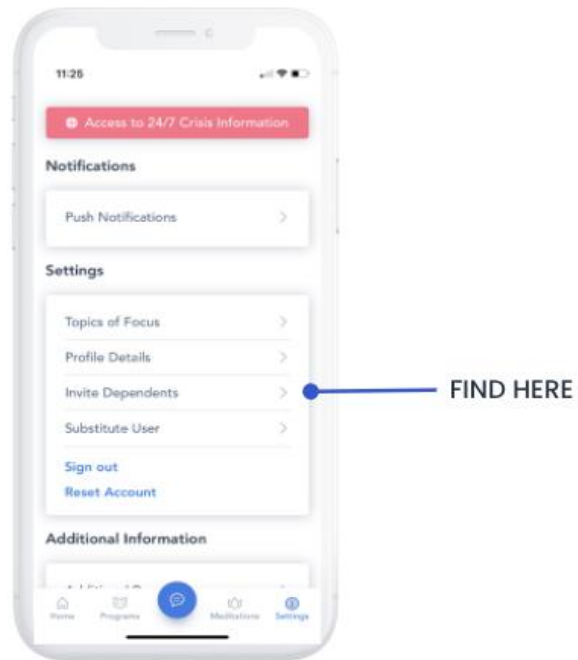 11:26
Access to 24/7 Crisis Information
Notifications
Push Notifications
Settings
Topics of Focus
Profile Details
Invite Dependents
FIND HERE
Substitute User
Sign out
Reset Account
Additional Information
Home Programs Meditations Settings